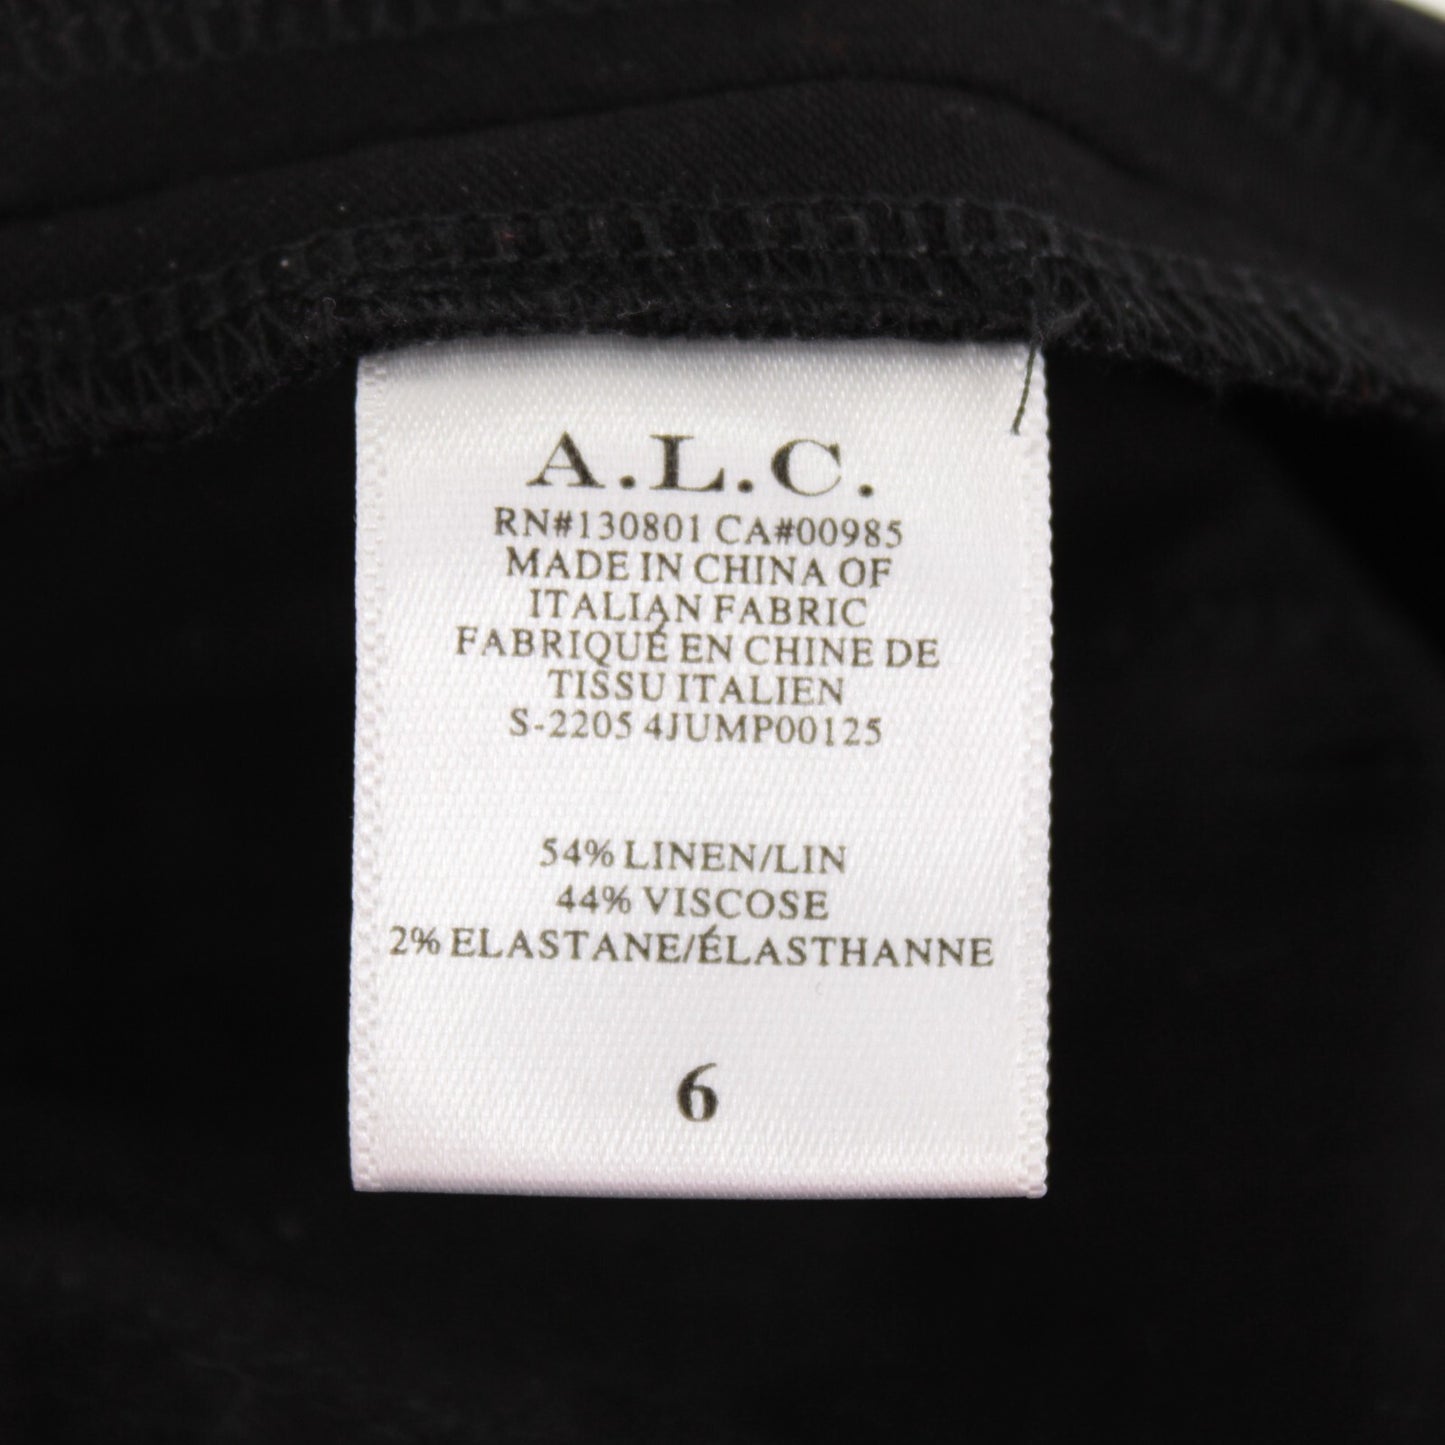 A.L.C.
RN#130801 CA#00985
MADE IN CHINA OF
ITALIAN FABRIC
FABRIQUÉ EN CHINE DE
TISSU ITALIEN
S-2205 4JUMP00125
54% LINEN/LIN
44% VISCOSE
2% ELASTANE/ÉLASTHANNE
6